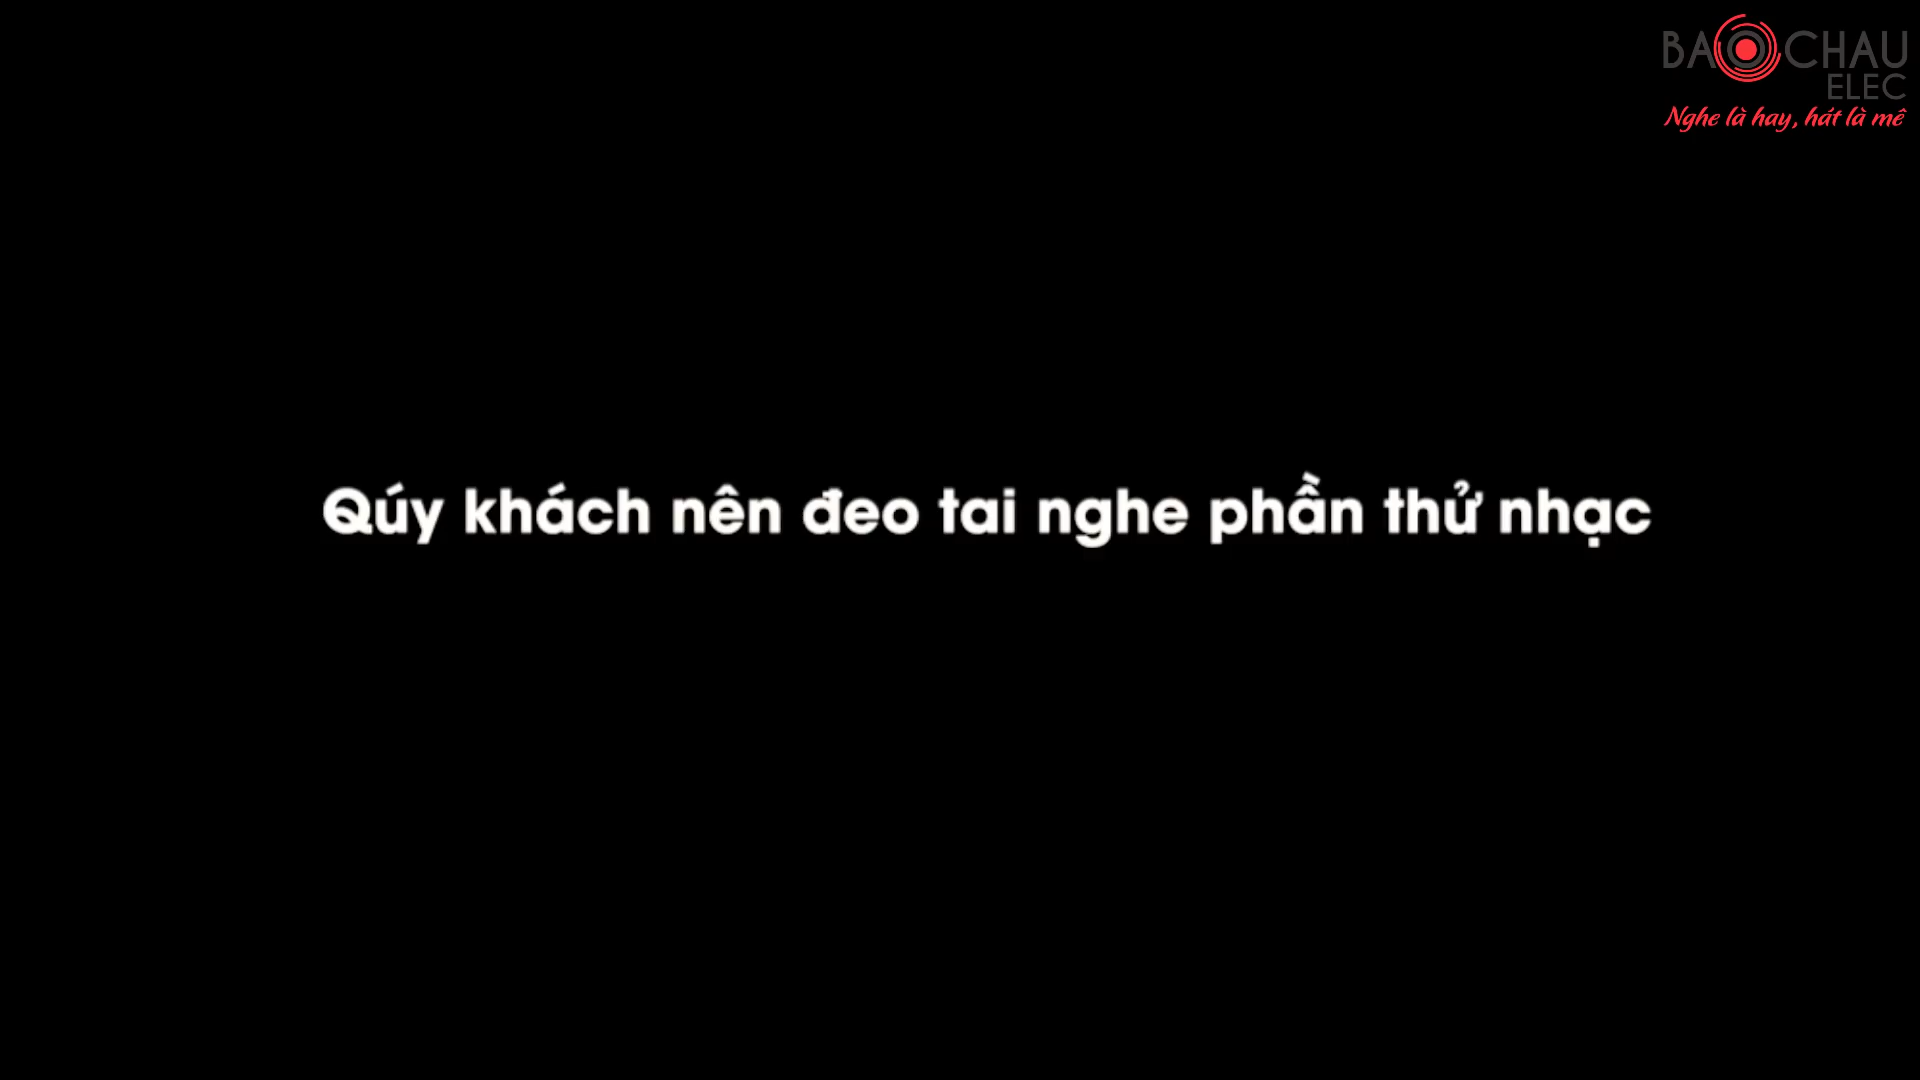 BAOCHAU
ELEC
Nghe là hay, hát là mê
Qúy khách nên đeo tai nghe phần thử nhạc